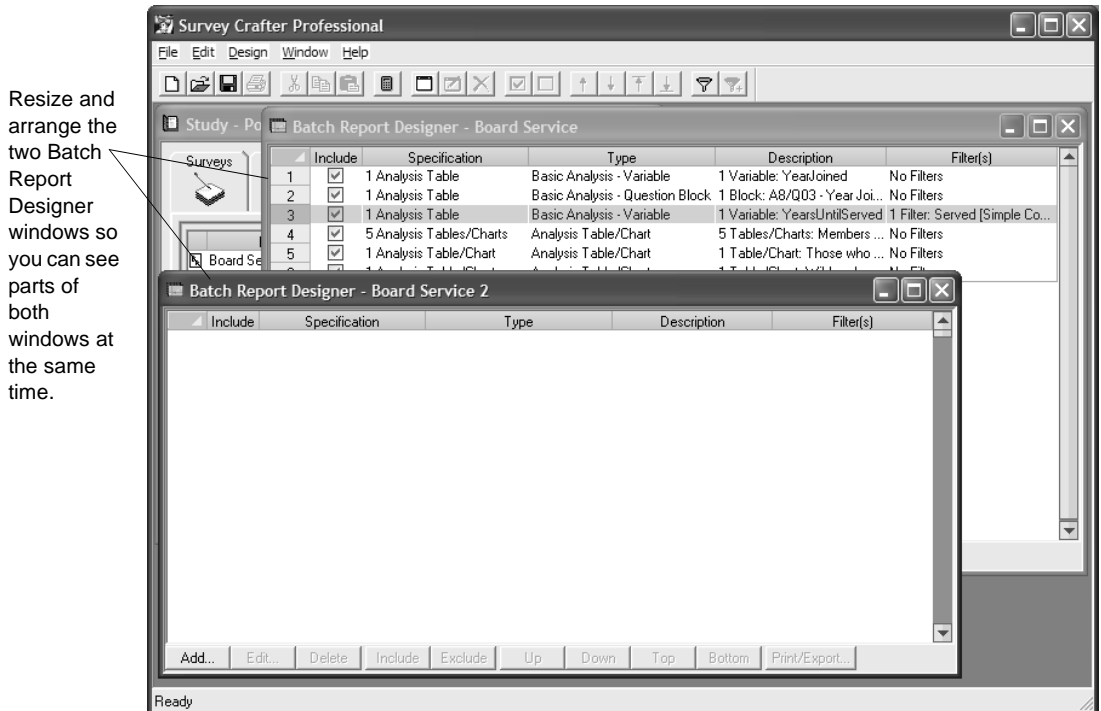 Survey Crafter Professional
File Edit Design Window Help
Resize and
arrange the
two Batch
Report
Designer
windows so
you can see
parts of
both
windows at
the same
time.
Study - Po
Surveys
Board Se
Batch Report Designer - Board Service
Include Specification Type Description Filter(s)
1 1 Analysis Table Basic Analysis - Variable 1 Variable: YearJoined No Filters
2 1 Analysis Table Basic Analysis - Question Block 1 Block: A8/Q03 - Year Joi... No Filters
3 1 Analysis Table Basic Analysis - Variable 1 Variable: YearsUntilServed 1 Filter: Served [Simple Co...
4 5 Analysis Tables/Charts Analysis Table/Chart 5 Tables/Charts: Members ... No Filters
5 1 Analysis Table/Chart Analysis Table/Chart 1 Table/Chart: Those who ... No Filters
Batch Report Designer - Board Service 2
Include Specification Type Description Filter(s)
Add... Edit... Delete Include Exclude Up Down Top Bottom Print/Export...
Ready